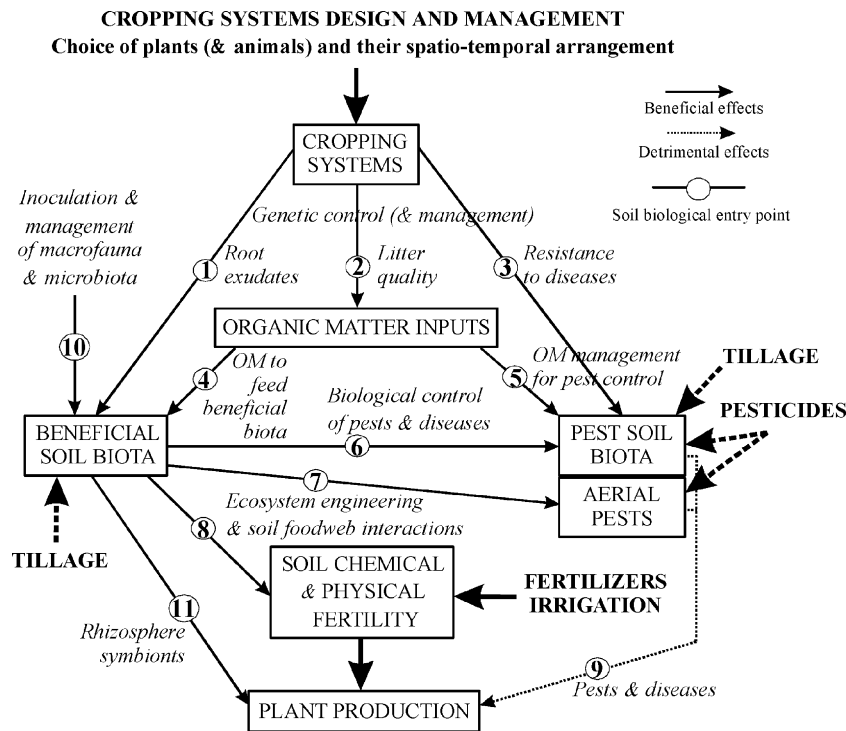 CROPPING SYSTEMS DESIGN AND MANAGEMENT
Choice of plants (& animals) and their spatio-temporal arrangement
Beneficial effects
Detrimental effects
Soil biological entry point
CROPPING
SYSTEMS
Inoculation &
management
of macrofauna
& microbiota
Genetic control (& management)
1
Root
exudates
2
Litter
quality
3
Resistance
to diseases
ORGANIC MATTER INPUTS
10
4
OM to
feed
beneficial
biota
5
OM management
for pest control
TILLAGE
PESTICIDES
Biological control
of pests & diseases
6
BENEFICIAL
SOIL BIOTA
PEST SOIL
BIOTA
AERIAL
PESTS
7
Ecosystem engineering
& soil foodweb interactions
8
TILLAGE
SOIL CHEMICAL
& PHYSICAL
FERTILITY
FERTILIZERS
IRRIGATION
11
Rhizosphere
symbionts
9
Pests & diseases
PLANT PRODUCTION